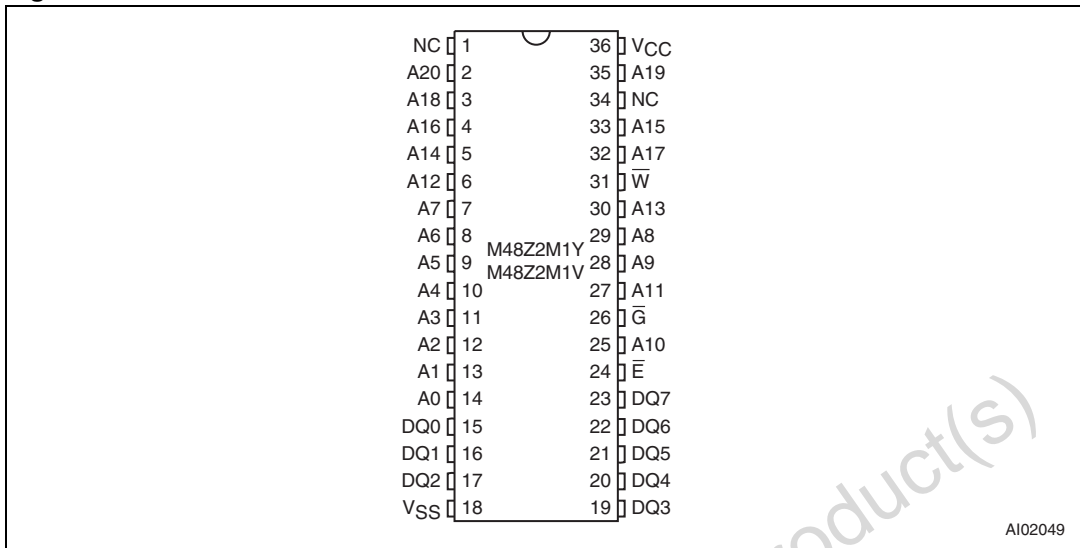 NC 1 36 VCC
A20 2 35 A19
A18 3 34 NC
A16 4 33 A15
A14 5 32 A17
A12 6 31 W̅
A7 7 30 A13
A6 8 29 A8
M48Z2M1Y
A5 9 28 A9
M48Z2M1V
A4 10 27 A11
A3 11 26 G̅
A2 12 25 A10
A1 13 24 E̅
A0 14 23 DQ7
DQ0 15 22 DQ6
DQ1 16 21 DQ5
DQ2 17 20 DQ4
VSS 18 19 DQ3
AI02049